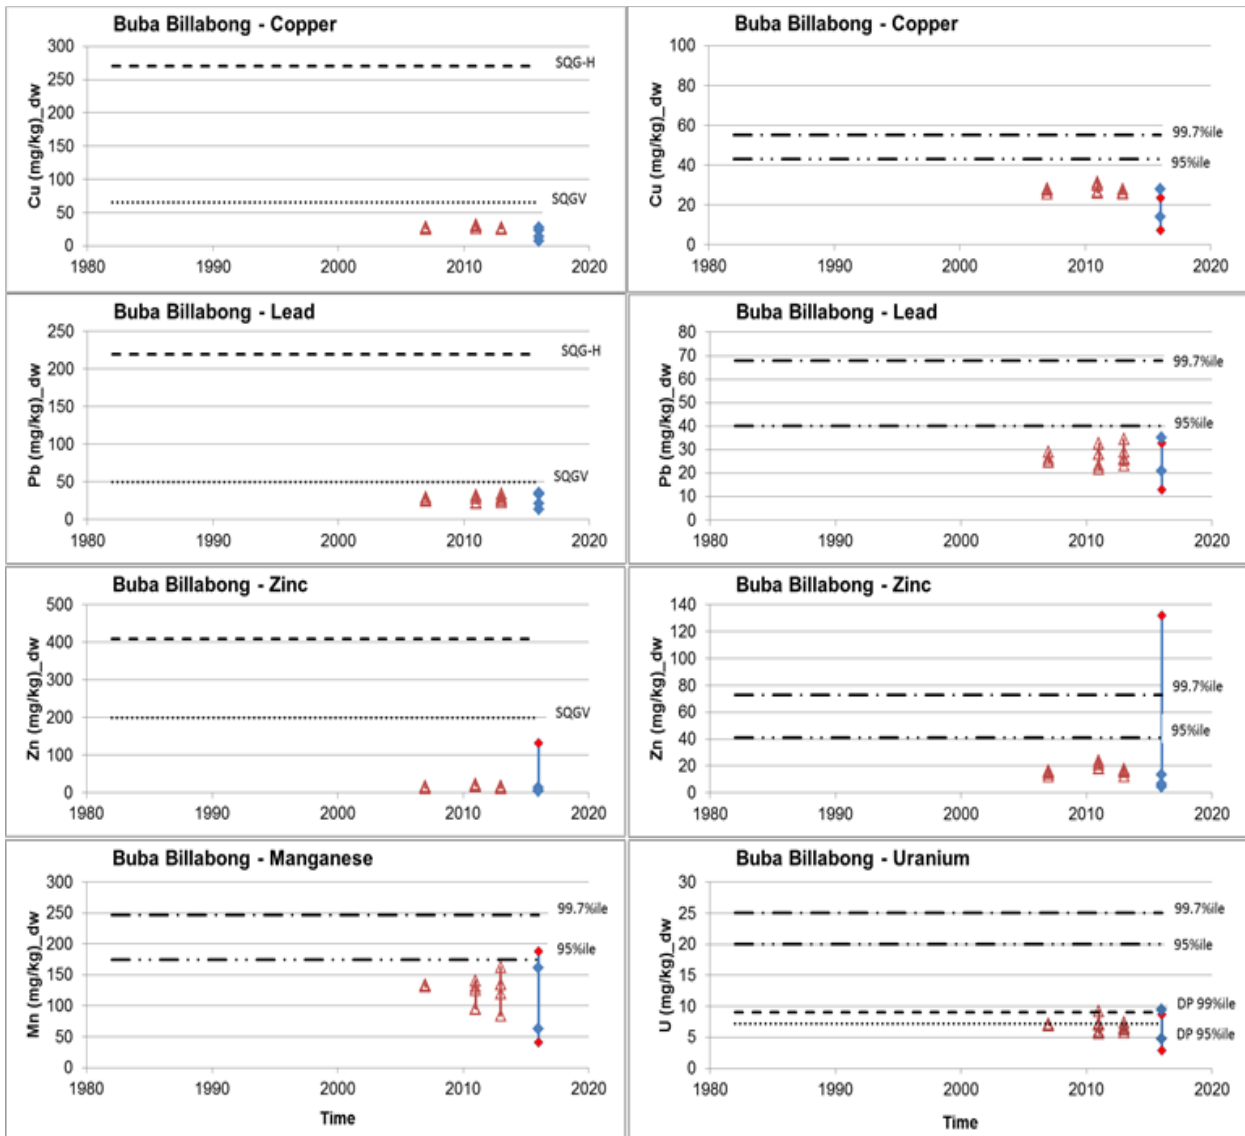 Buba Billabong - Copper
300
250
200
150
100
50
0
Cu (mg/kg)_dw
SQG-H
SQGV
1980 1990 2000 2010 2020
Buba Billabong - Copper
100
80
60
40
20
0
Cu (mg/kg)_dw
99.7%ile
95%ile
1980 1990 2000 2010 2020
Buba Billabong - Lead
250
200
150
100
50
0
Pb (mg/kg)_dw
SQG-H
SQGV
1980 1990 2000 2010 2020
Buba Billabong - Lead
80
70
60
50
40
30
20
10
0
Pb (mg/kg)_dw
99.7%ile
95%ile
1980 1990 2000 2010 2020
Buba Billabong - Zinc
500
400
300
200
100
0
Zn (mg/kg)_dw
SQGV
1980 1990 2000 2010 2020
Buba Billabong - Zinc
140
120
100
80
60
40
20
0
Zn (mg/kg)_dw
99.7%ile
95%ile
1980 1990 2000 2010 2020
Buba Billabong - Manganese
300
250
200
150
100
50
0
Mn (mg/kg)_dw
99.7%ile
95%ile
1980 1990 2000 2010 2020
Time
Buba Billabong - Uranium
30
25
20
15
10
5
0
U (mg/kg)_dw
99.7%ile
95%ile
DP 99%ile
DP 95%ile
1980 1990 2000 2010 2020
Time